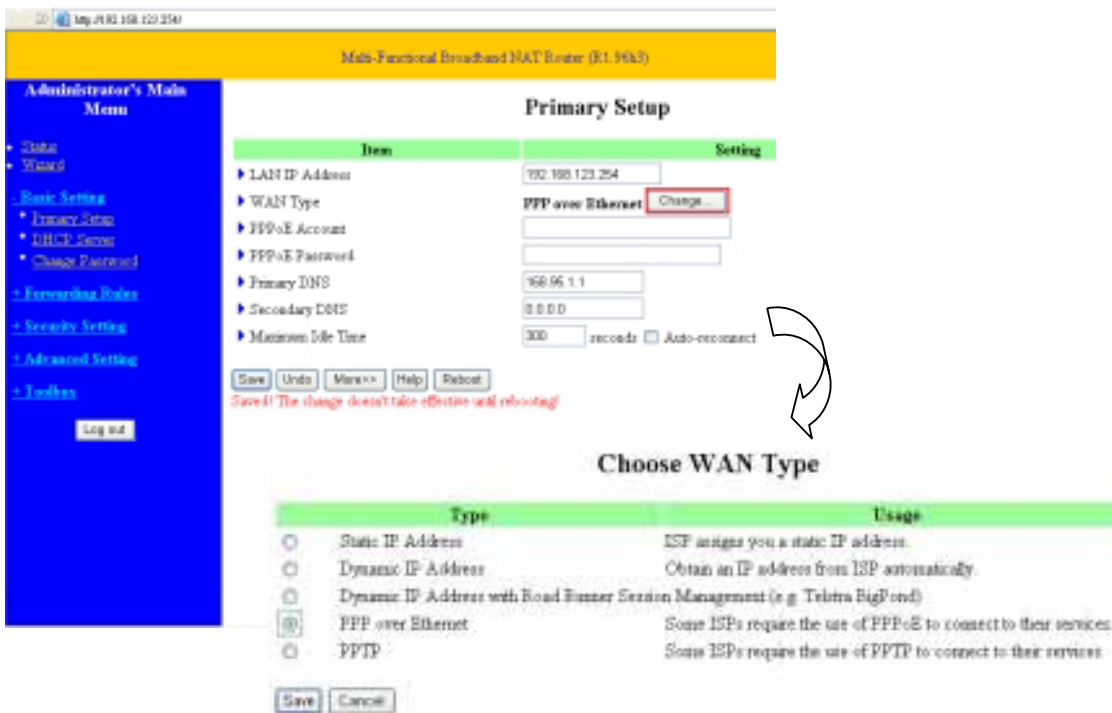 http://192.168.123.254/
Multi-Functional Broadband NAT Router (R1.96h3)
Administrator's Main Menu
Status
Wizard
- Basic Setting
Primary Setup
DHCP Server
Change Password
+ Forwarding Rules
+ Security Setting
+ Advanced Setting
+ Toolbox
Log out
Primary Setup
Item Setting
LAN IP Address 192.168.123.254
WAN Type PPP over Ethernet Change...
PPPoE Account
PPPoE Password
Primary DNS 168.95.1.1
Secondary DNS 0.0.0.0
Maximum Idle Time 300 seconds Auto-reconnect
Save Undo More>> Help Reboot
Saved! The change doesn't take effective until rebooting!
Choose WAN Type
Type Usage
Static IP Address ISP assigns you a static IP address.
Dynamic IP Address Obtain an IP address from ISP automatically.
Dynamic IP Address with Road Runner Session Management (e.g. Telstra BigPond)
PPP over Ethernet Some ISPs require the use of PPPoE to connect to their services
PPTP Some ISPs require the use of PPTP to connect to their services
Save Cancel